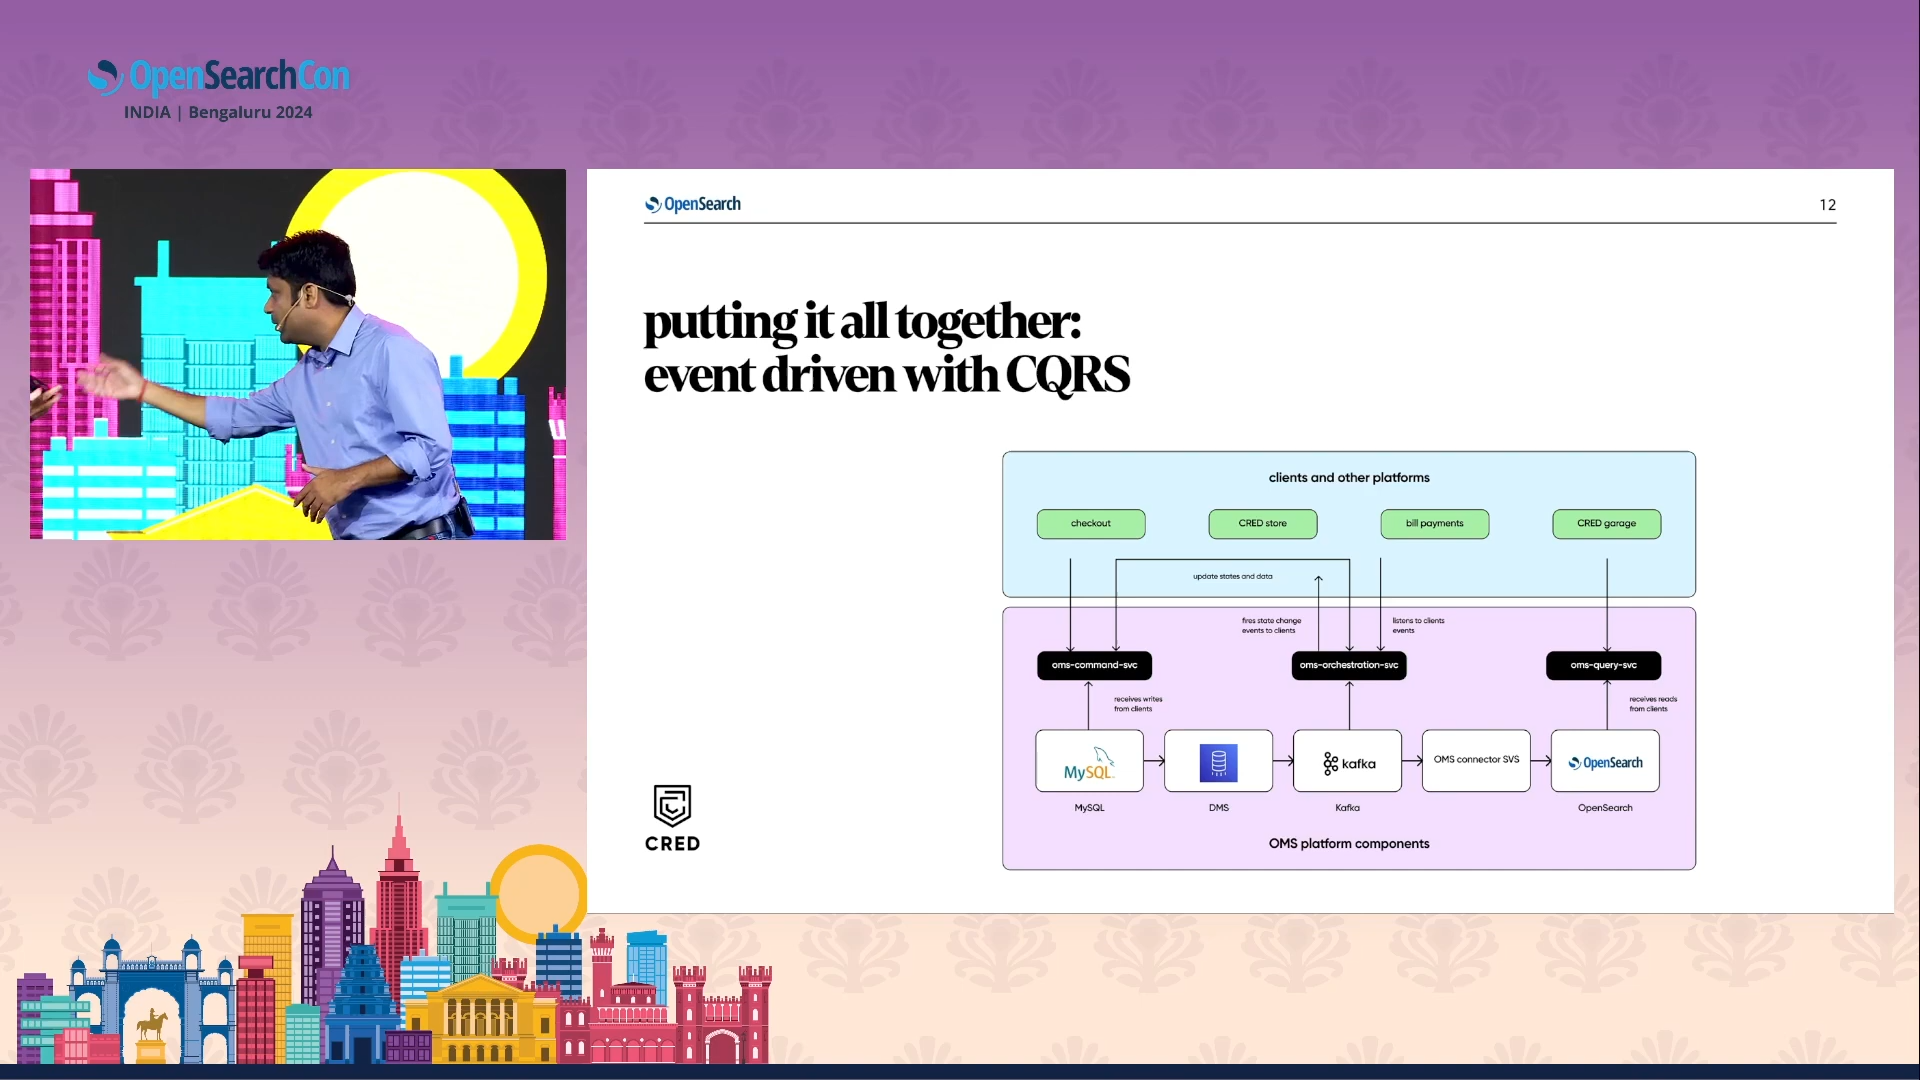 OpenSearchCon
INDIA | Bengaluru 2024
OpenSearch
12
putting it all together:
event driven with CQRS
clients and other platforms
checkout
CRED store
bill payments
CRED garage
update states and data
fires state change
events to clients
listens to clients
events
oms-command-svc
oms-orchestration-svc
oms-query-svc
receives writes
from clients
receives reads
from clients
MySQL
kafka
OMS connector SVS
OpenSearch
MySQL
DMS
Kafka
OpenSearch
OMS platform components
CRED